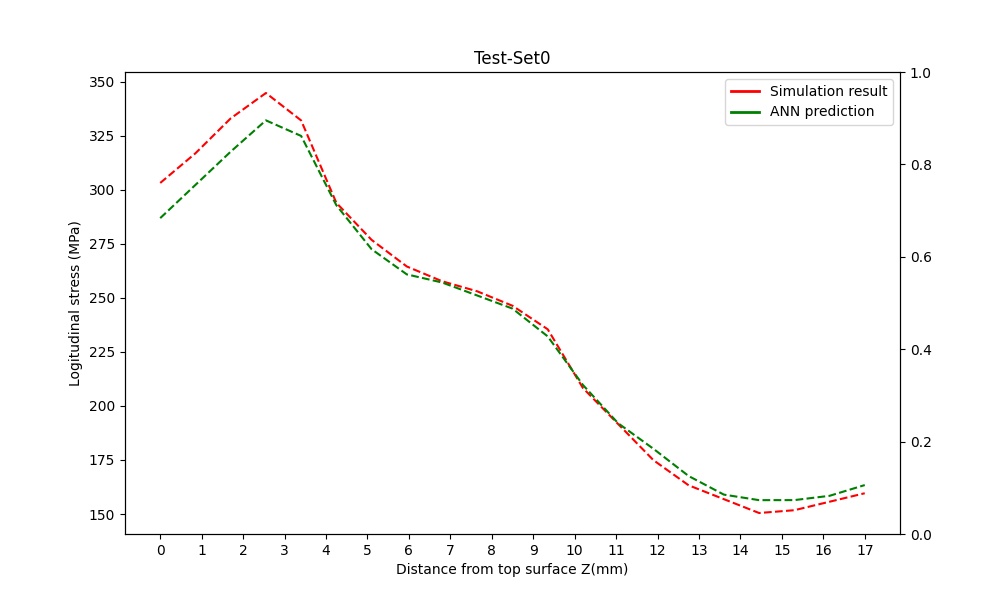 Test-Set0
Simulation result
ANN prediction
Logitudinal stress (MPa)
350
325
300
275
250
225
200
175
150
1.0
0.8
0.6
0.4
0.2
0.0
0 1 2 3 4 5 6 7 8 9 10 11 12 13 14 15 16 17
Distance from top surface Z(mm)